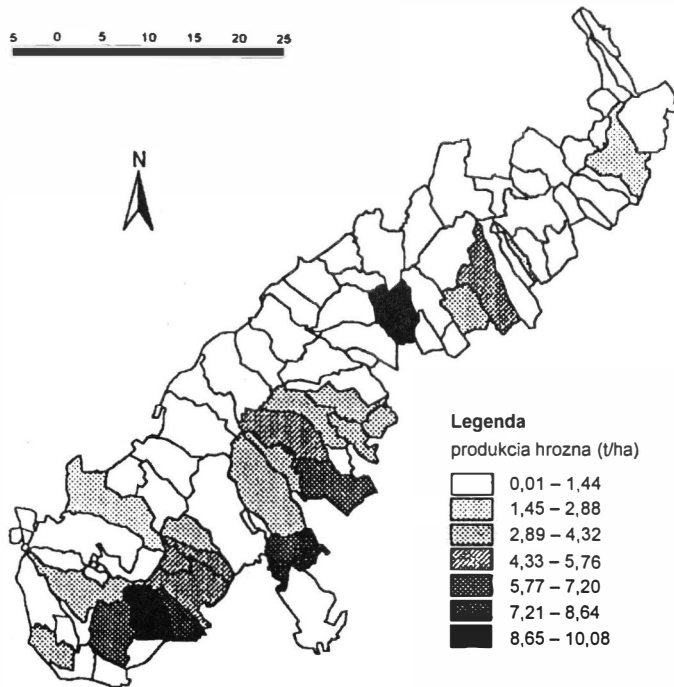 5 0 5 10 15 20 25
N
Legenda
produkcia hrozna (t/ha)
0,01 – 1,44
1,45 – 2,88
2,89 – 4,32
4,33 – 5,76
5,77 – 7,20
7,21 – 8,64
8,65 – 10,08